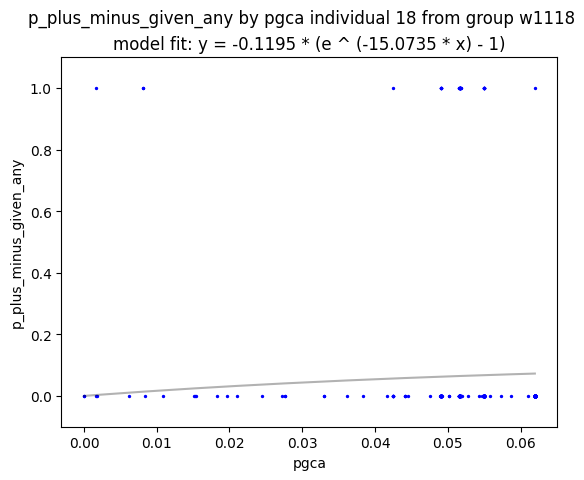 p_plus_minus_given_any by pgca individual 18 from group w1118
model fit: y = -0.1195 * (e ^ (-15.0735 * x) - 1)
1.0
0.8
0.6
0.4
0.2
0.0
p_plus_minus_given_any
0.00 0.01 0.02 0.03 0.04 0.05 0.06
pgca